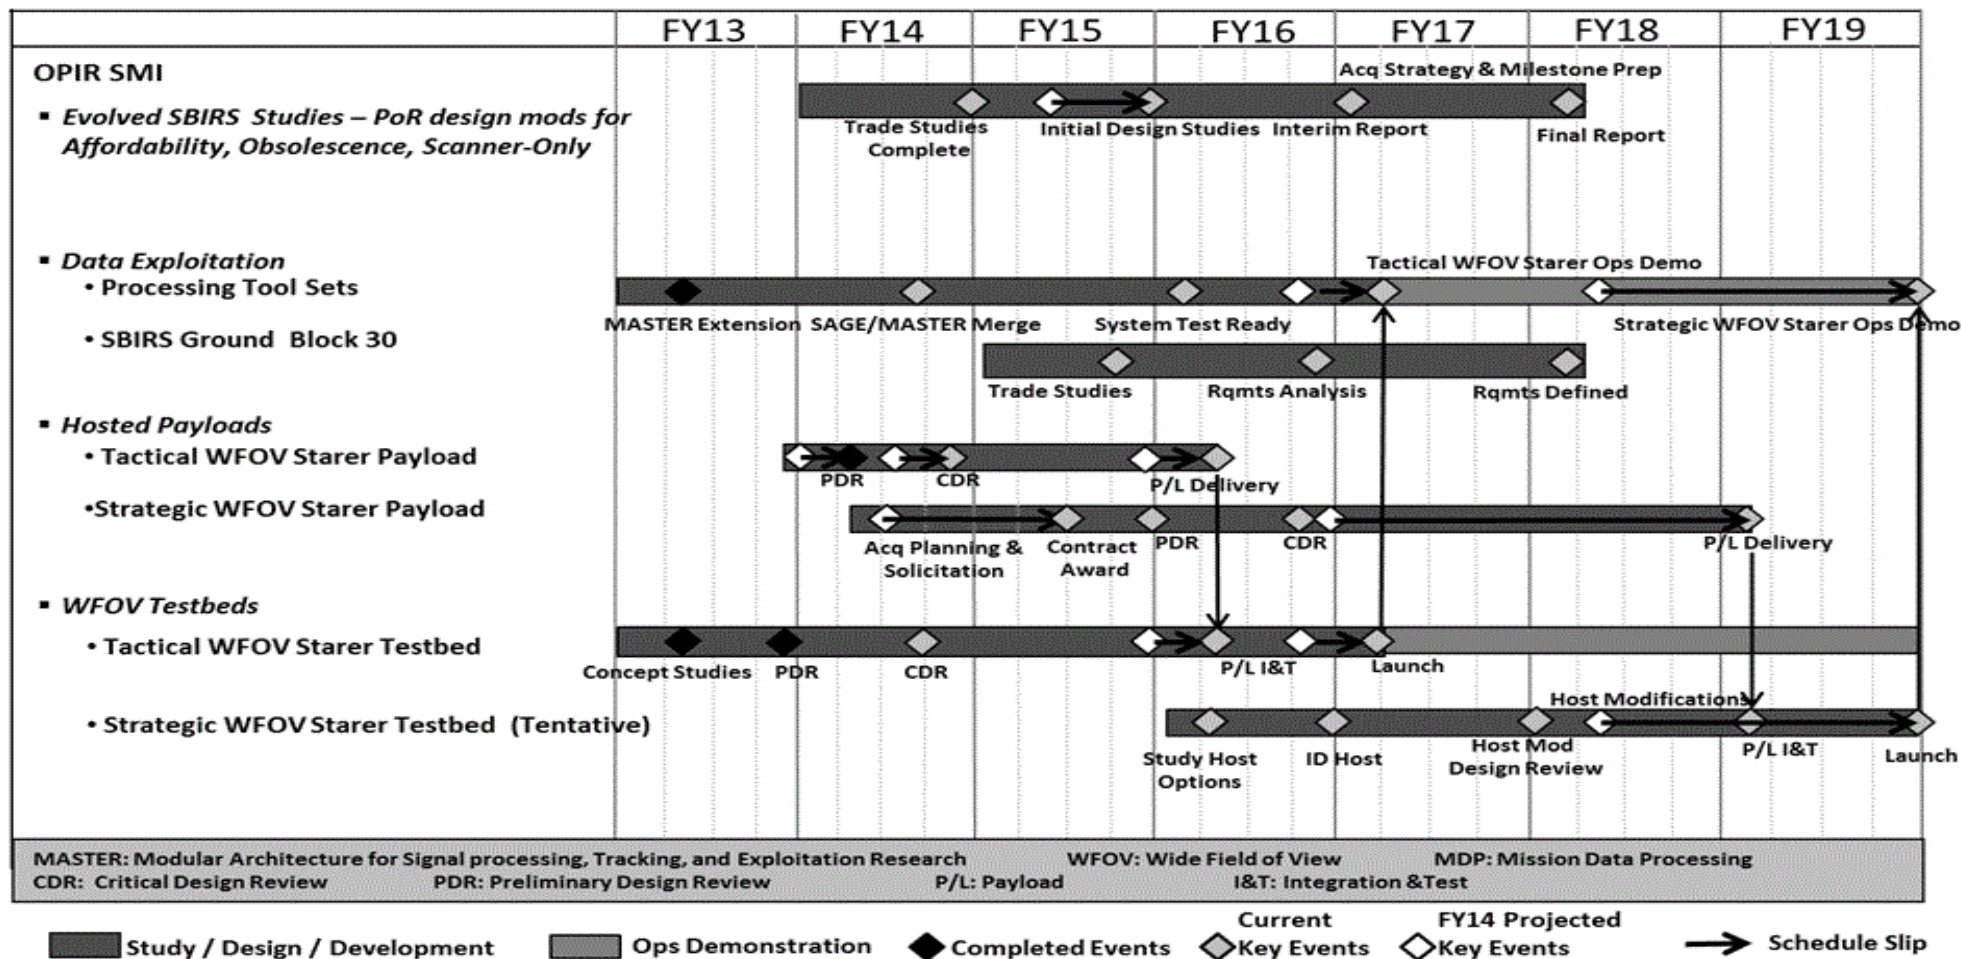 FY13 FY14 FY15 FY16 FY17 FY18 FY19
OPIR SMI
▪ Evolved SBIRS Studies – PoR design mods for
Affordability, Obsolescence, Scanner-Only
Acq Strategy & Milestone Prep
Trade Studies
Complete
Initial Design Studies
Interim Report
Final Report
▪ Data Exploitation
• Processing Tool Sets
Tactical WFOV Starer Ops Demo
MASTER Extension
SAGE/MASTER Merge
System Test Ready
Strategic WFOV Starer Ops Demo
• SBIRS Ground Block 30
Trade Studies
Rqmts Analysis
Rqmts Defined
▪ Hosted Payloads
• Tactical WFOV Starer Payload
PDR
CDR
P/L Delivery
•Strategic WFOV Starer Payload
Acq Planning &
Solicitation
Contract
Award
PDR
CDR
P/L Delivery
▪ WFOV Testbeds
• Tactical WFOV Starer Testbed
Concept Studies
PDR
CDR
P/L I&T
Launch
• Strategic WFOV Starer Testbed (Tentative)
Host Modifications
Study Host
Options
ID Host
Host Mod
Design Review
P/L I&T
Launch
MASTER: Modular Architecture for Signal processing, Tracking, and Exploitation Research WFOV: Wide Field of View MDP: Mission Data Processing
CDR: Critical Design Review PDR: Preliminary Design Review P/L: Payload I&T: Integration &Test
Study / Design / Development
Ops Demonstration
Completed Events
Current
Key Events
FY14 Projected
Key Events
Schedule Slip